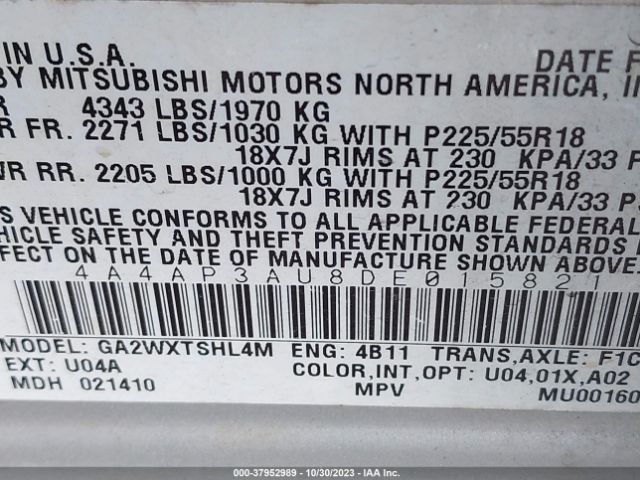 IN U.S.A. DATE F
BY MITSUBISHI MOTORS NORTH AMERICA,
R 4343 LBS/1970 KG
R FR. 2271 LBS/1030 KG WITH P225/55R18
18X7J RIMS AT 230 KPA/33 P
R RR. 2205 LBS/1000 KG WITH P225/55R18
18X7J RIMS AT 230 KPA/33 P
S VEHICLE CONFORMS TO ALL APPLICABLE FEDERAL
HICLE SAFETY AND THEFT PREVENTION STANDARDS
FFECT ON THE DATE OF MANUFACTURE SHOWN ABOVE.
4A4AP3AU8DE015821
MODEL: GA2WXTSHL4M ENG: 4B11 TRANS,AXLE: F1C
EXT: U04A COLOR,INT,OPT: U04,01X,A02
MDH 021410 MPV MU00160
000-37952989 - 10/30/2023 - IAA Inc.